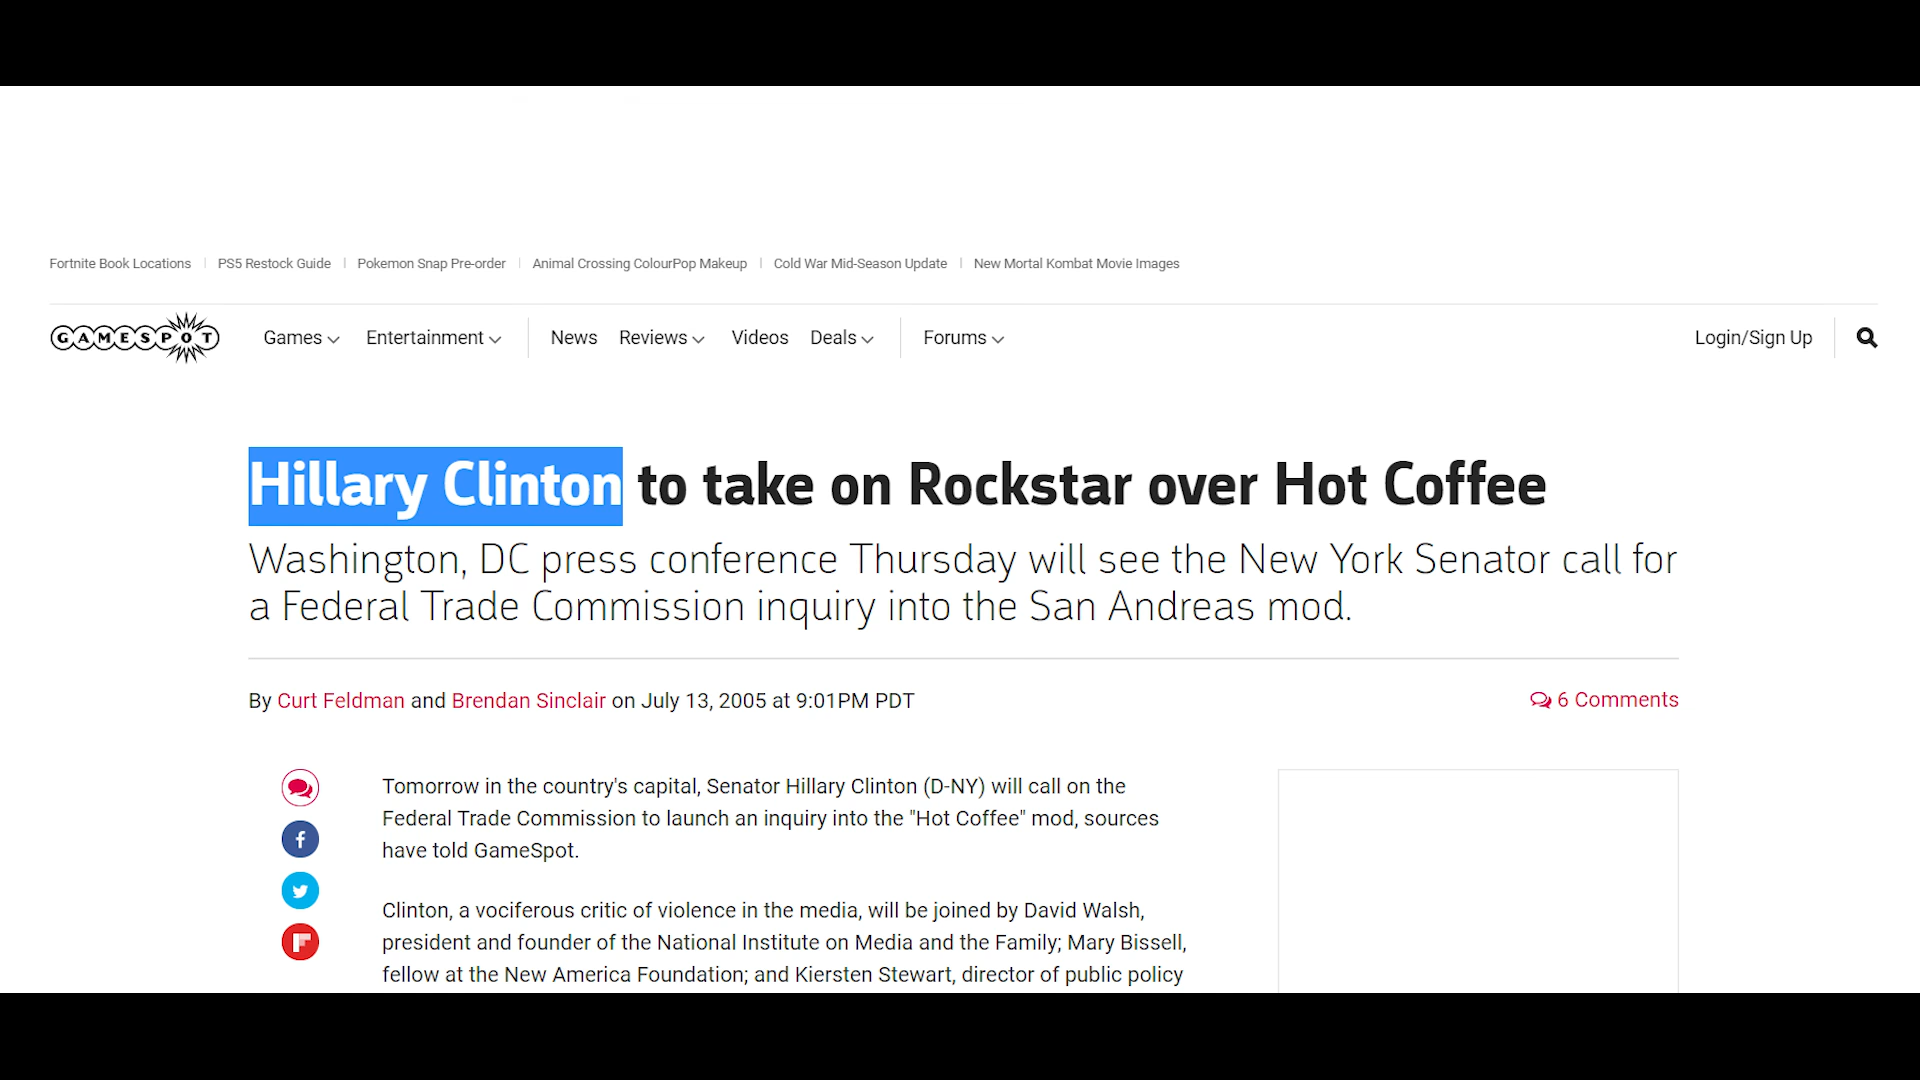 Fortnite Book Locations PS5 Restock Guide Pokemon Snap Pre-order Animal Crossing ColourPop Makeup Cold War Mid-Season Update New Mortal Kombat Movie Images
GAMESPOT Games Entertainment News Reviews Videos Deals Forums Login/Sign Up
Hillary Clinton to take on Rockstar over Hot Coffee
Washington, DC press conference Thursday will see the New York Senator call for
a Federal Trade Commission inquiry into the San Andreas mod.
By Curt Feldman and Brendan Sinclair on July 13, 2005 at 9:01PM PDT 6 Comments
Tomorrow in the country's capital, Senator Hillary Clinton (D-NY) will call on the
Federal Trade Commission to launch an inquiry into the "Hot Coffee" mod, sources
have told GameSpot.
Clinton, a vociferous critic of violence in the media, will be joined by David Walsh,
president and founder of the National Institute on Media and the Family; Mary Bissell,
fellow at the New America Foundation; and Kiersten Stewart, director of public policy